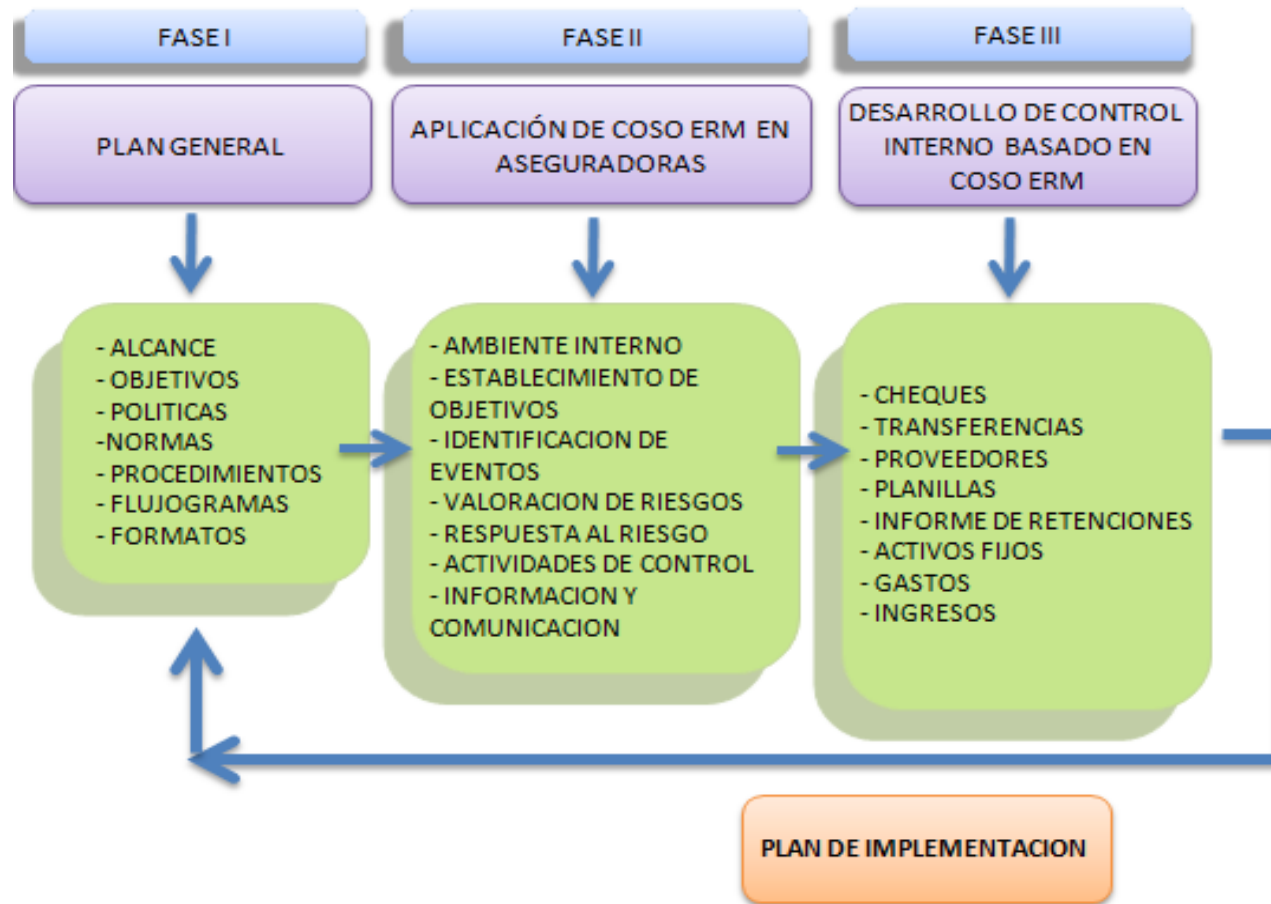 FASE I
FASE II
FASE III
PLAN GENERAL
APLICACIÓN DE COSO ERM EN
ASEGURADORAS
DESARROLLO DE CONTROL
INTERNO BASADO EN
COSO ERM
- ALCANCE
- OBJETIVOS
- POLITICAS
-NORMAS
- PROCEDIMIENTOS
- FLUJOGRAMAS
- FORMATOS
- AMBIENTE INTERNO
- ESTABLECIMIENTO DE
OBJETIVOS
- IDENTIFICACION DE
EVENTOS
- VALORACION DE RIESGOS
- RESPUESTA AL RIESGO
- ACTIVIDADES DE CONTROL
- INFORMACION Y
COMUNICACION
- CHEQUES
- TRANSFERENCIAS
- PROVEEDORES
- PLANILLAS
- INFORME DE RETENCIONES
- ACTIVOS FIJOS
- GASTOS
- INGRESOS
PLAN DE IMPLEMENTACION